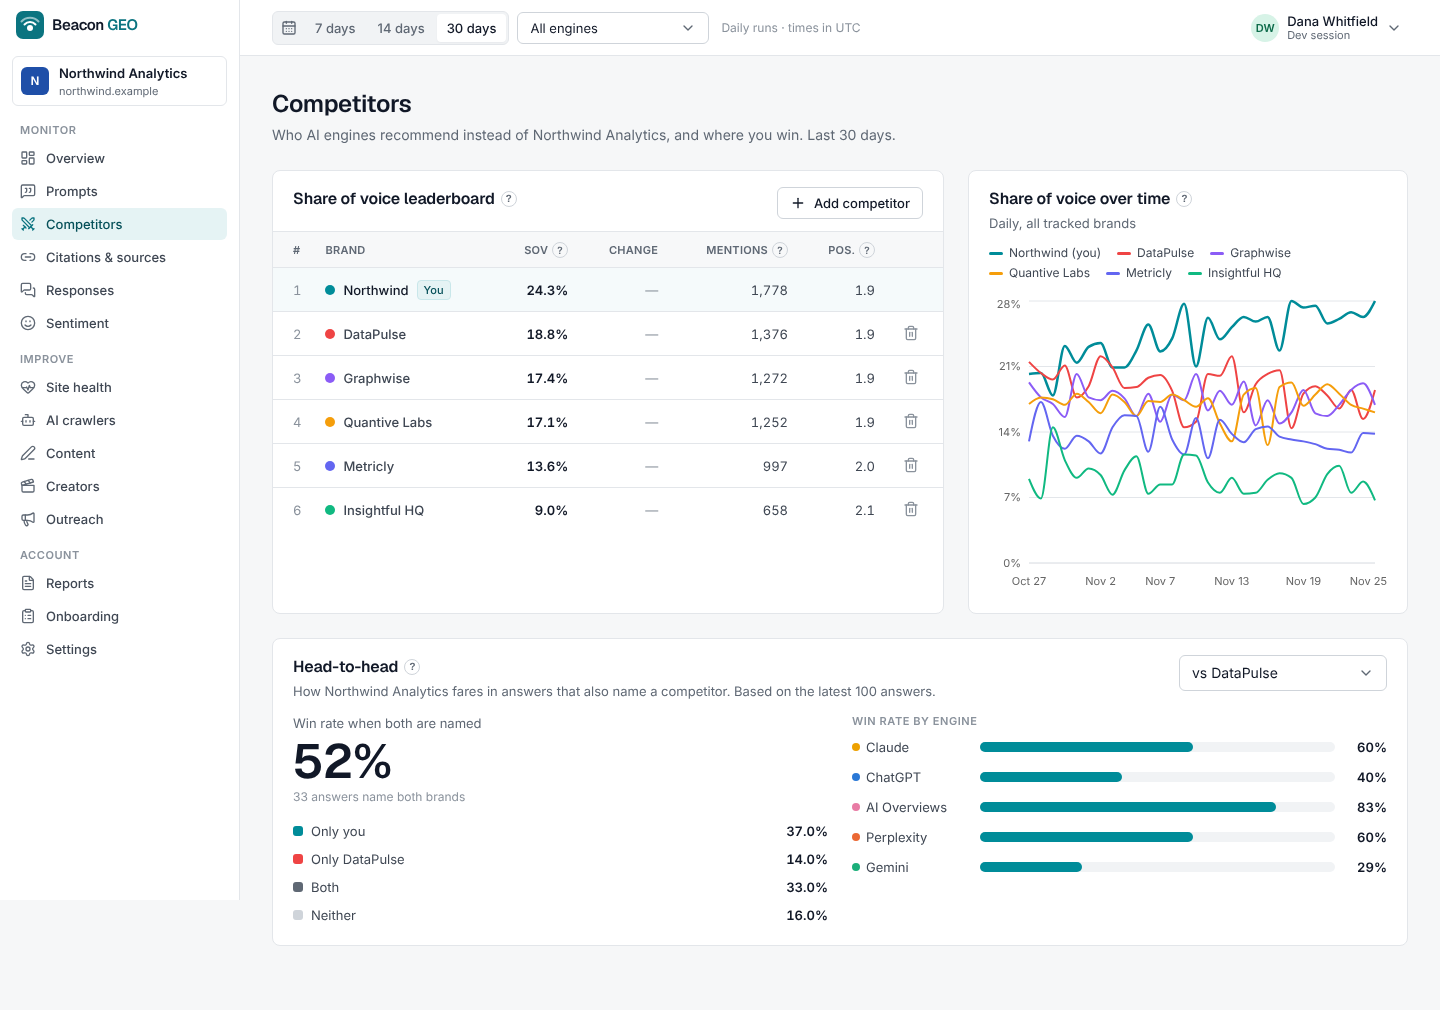 Beacon GEO
N
Northwind Analytics
northwind.example
MONITOR
Overview
Prompts
Competitors
Citations & sources
Responses
Sentiment
IMPROVE
Site health
AI crawlers
Content
Creators
Outreach
ACCOUNT
Reports
Onboarding
Settings
7 days 14 days 30 days
All engines
Daily runs · times in UTC
DW
Dana Whitfield
Dev session
Competitors
Who AI engines recommend instead of Northwind Analytics, and where you win. Last 30 days.
Share of voice leaderboard ?
+ Add competitor
# BRAND SOV ? CHANGE MENTIONS ? POS. ?
1 Northwind You 24.3% — 1,778 1.9
2 DataPulse 18.8% — 1,376 1.9
3 Graphwise 17.4% — 1,272 1.9
4 Quantive Labs 17.1% — 1,252 1.9
5 Metricly 13.6% — 997 2.0
6 Insightful HQ 9.0% — 658 2.1
Share of voice over time ?
Daily, all tracked brands
Northwind (you) DataPulse Graphwise
Quantive Labs Metricly Insightful HQ
28%
21%
14%
7%
0%
Oct 27 Nov 2 Nov 7 Nov 13 Nov 19 Nov 25
Head-to-head ?
How Northwind Analytics fares in answers that also name a competitor. Based on the latest 100 answers.
vs DataPulse
Win rate when both are named
52%
33 answers name both brands
Only you 37.0%
Only DataPulse 14.0%
Both 33.0%
Neither 16.0%
WIN RATE BY ENGINE
Claude 60%
ChatGPT 40%
AI Overviews 83%
Perplexity 60%
Gemini 29%